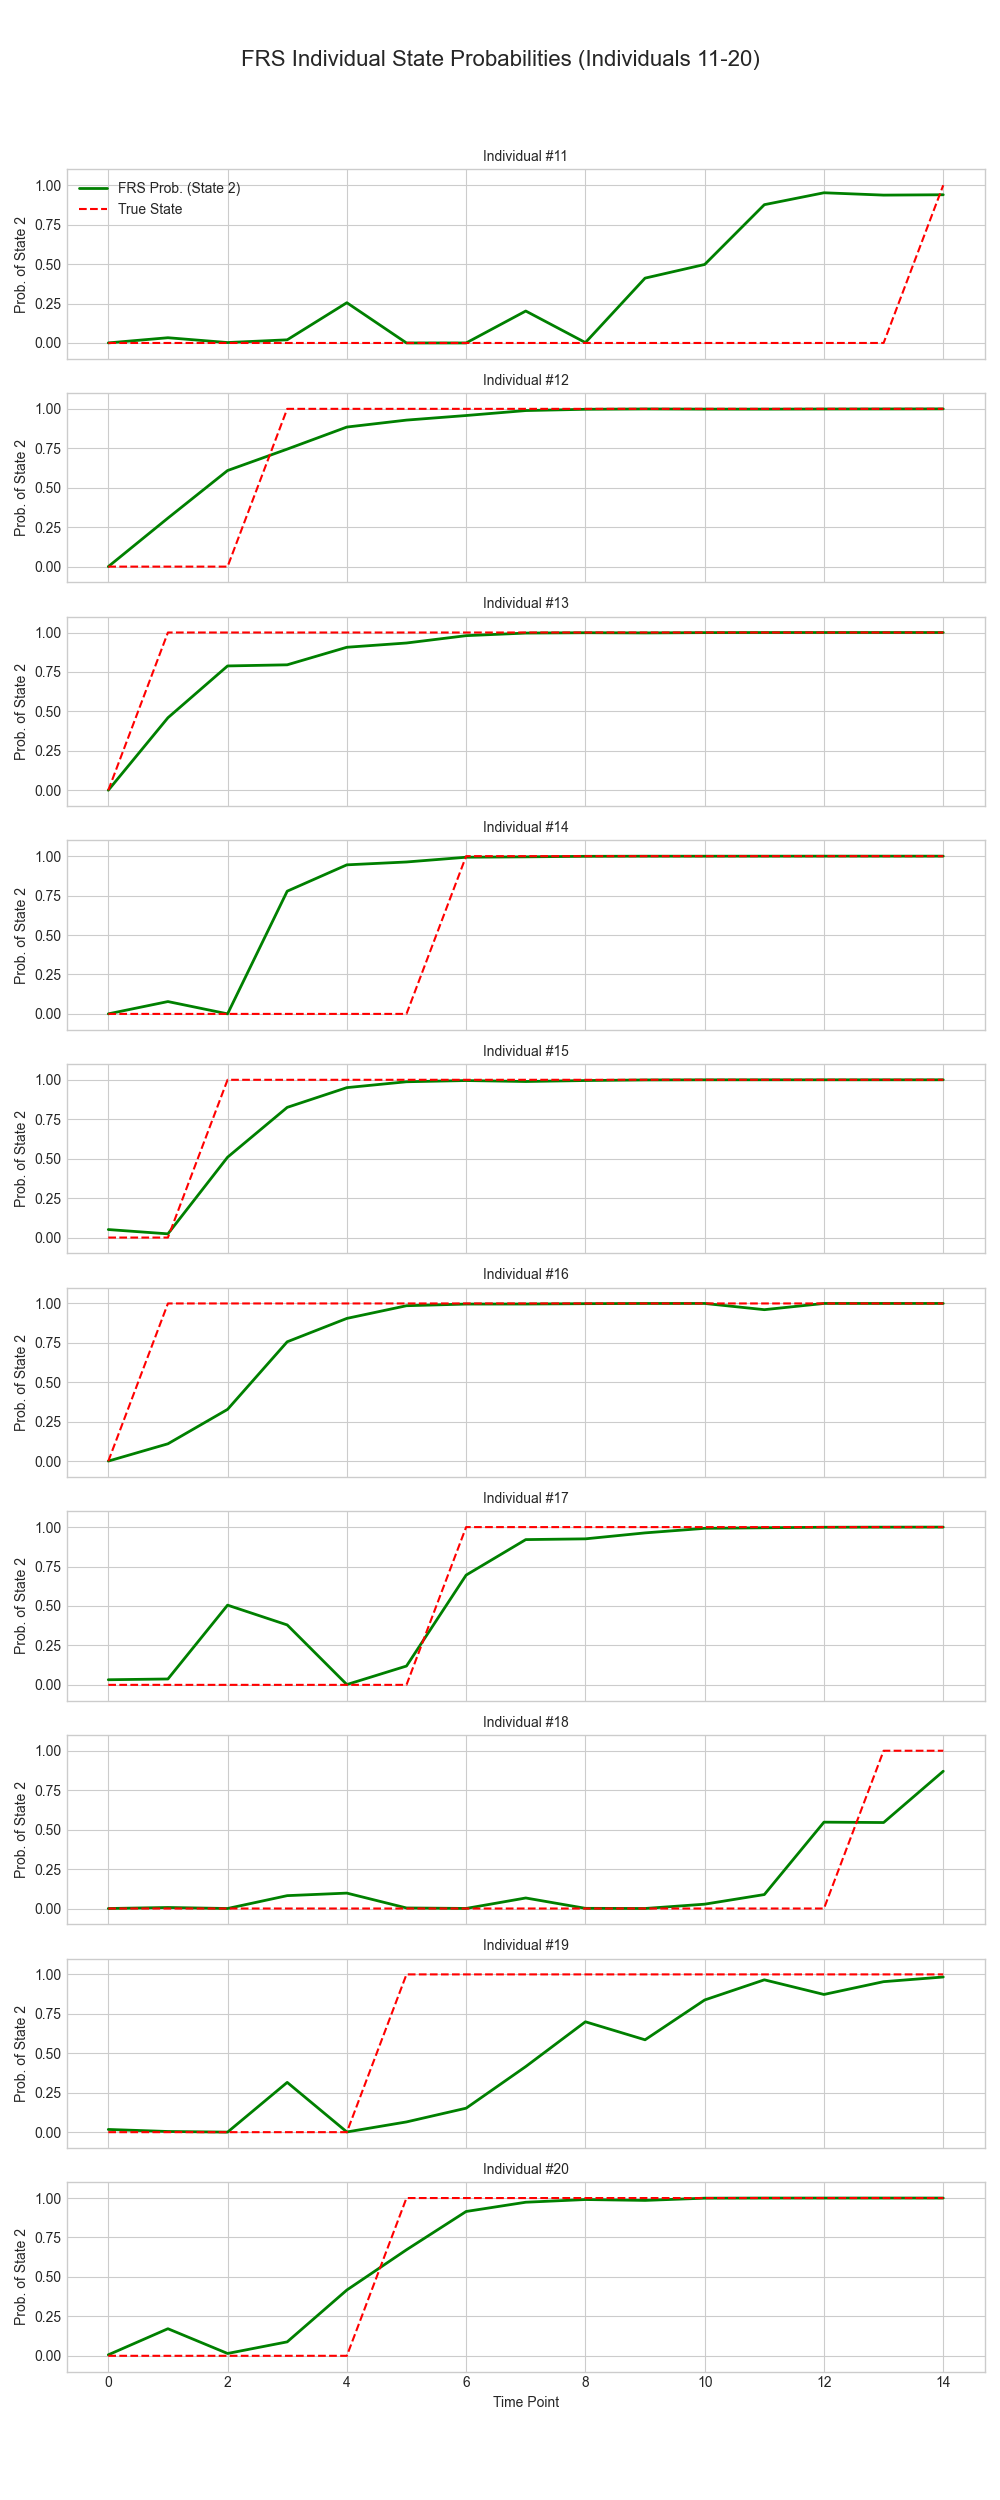 FRS Individual State Probabilities (Individuals 11-20)
Individual #11
FRS Prob. (State 2)
True State
Prob. of State 2
1.00
0.75
0.50
0.25
0.00
Individual #12
Prob. of State 2
1.00
0.75
0.50
0.25
0.00
Individual #13
Prob. of State 2
1.00
0.75
0.50
0.25
0.00
Individual #14
Prob. of State 2
1.00
0.75
0.50
0.25
0.00
Individual #15
Prob. of State 2
1.00
0.75
0.50
0.25
0.00
Individual #16
Prob. of State 2
1.00
0.75
0.50
0.25
0.00
Individual #17
Prob. of State 2
1.00
0.75
0.50
0.25
0.00
Individual #18
Prob. of State 2
1.00
0.75
0.50
0.25
0.00
Individual #19
Prob. of State 2
1.00
0.75
0.50
0.25
0.00
Individual #20
Prob. of State 2
1.00
0.75
0.50
0.25
0.00
0 2 4 6 8 10 12 14
Time Point